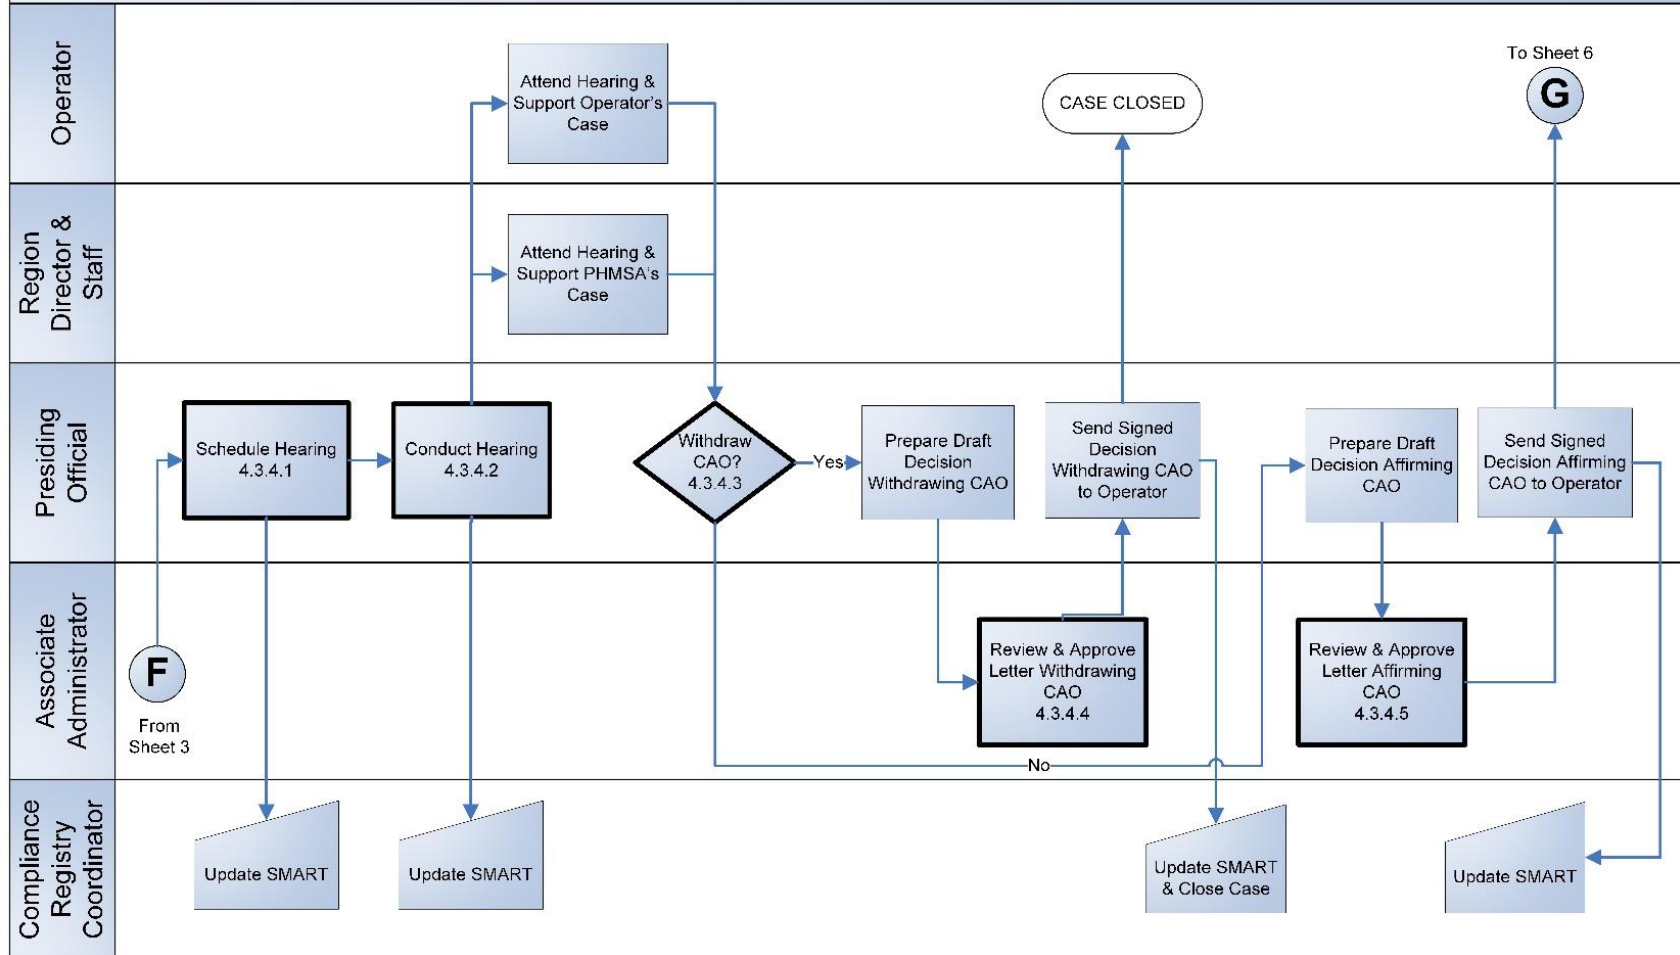 Operator
Attend Hearing &
Support Operator's
Case
CASE CLOSED
To Sheet 6
G
Region
Director &
Staff
Attend Hearing &
Support PHMSA's
Case
Presiding
Official
Schedule Hearing
4.3.4.1
Conduct Hearing
4.3.4.2
Withdraw
CAO?
4.3.4.3
Yes
Prepare Draft
Decision
Withdrawing CAO
Send Signed
Decision
Withdrawing CAO
to Operator
Prepare Draft
Decision Affirming
CAO
Send Signed
Decision Affirming
CAO to Operator
Associate
Administrator
F
From
Sheet 3
Review & Approve
Letter Withdrawing
CAO
4.3.4.4
Review & Approve
Letter Affirming
CAO
4.3.4.5
No
Compliance
Registry
Coordinator
Update SMART
Update SMART
Update SMART
& Close Case
Update SMART